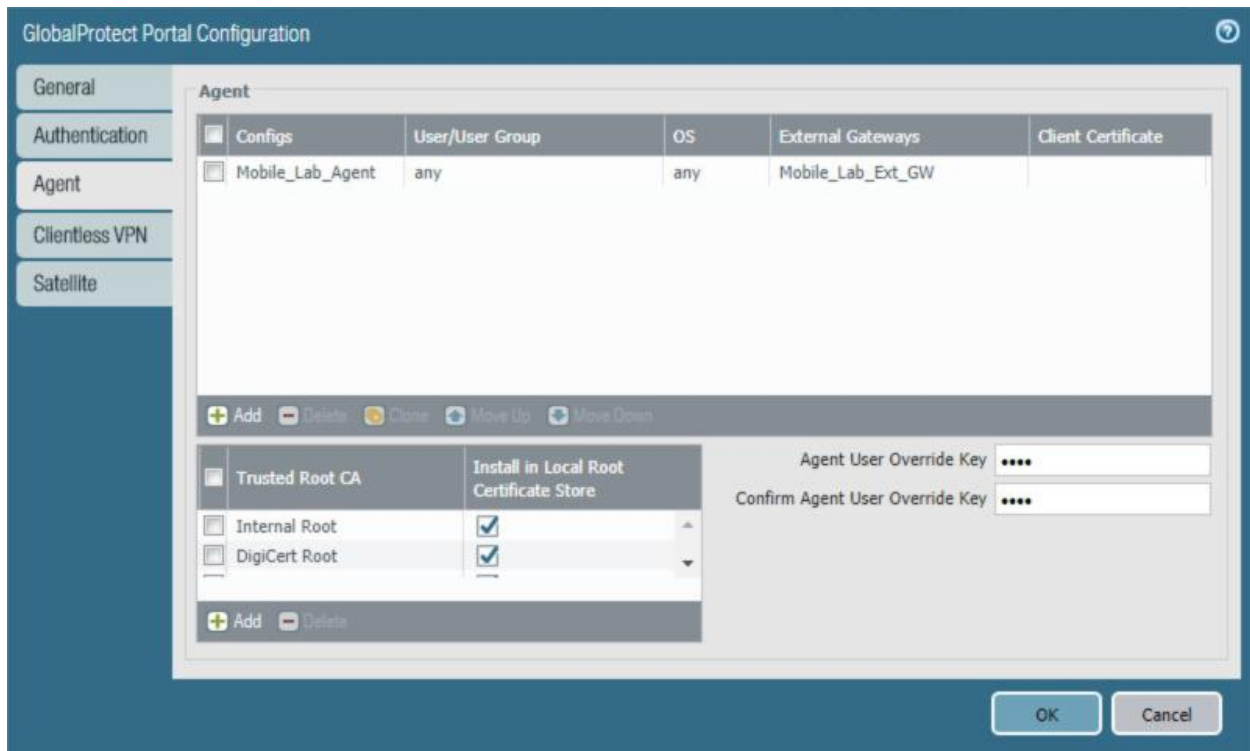 GlobalProtect Portal Configuration
General
Authentication
Agent
Clientless VPN
Satellite
Agent
Configs User/User Group OS External Gateways Client Certificate
Mobile_Lab_Agent any any Mobile_Lab_Ext_GW
Add Delete Clone Move Up Move Down
Trusted Root CA Install in Local Root
Certificate Store
Internal Root
DigiCert Root
Add Delete
Agent User Override Key ••••
Confirm Agent User Override Key ••••
OK Cancel